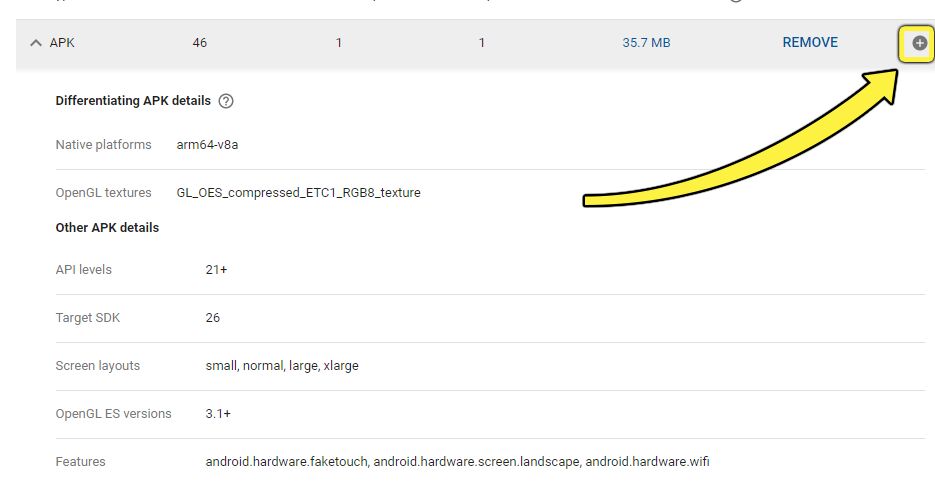 APK 46 1 1 35.7 MB REMOVE
Differentiating APK details
Native platforms arm64-v8a
OpenGL textures GL_OES_compressed_ETC1_RGB8_texture
Other APK details
API levels 21+
Target SDK 26
Screen layouts small, normal, large, xlarge
OpenGL ES versions 3.1+
Features android.hardware.faketouch, android.hardware.screen.landscape, android.hardware.wifi